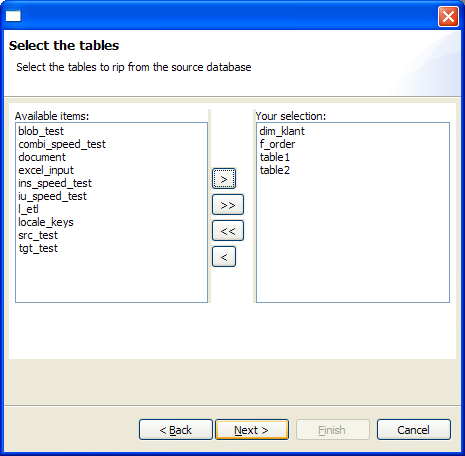 Select the tables
Select the tables to rip from the source database
Available items:
blob_test
combi_speed_test
document
excel_input
ins_speed_test
iu_speed_test
l_etl
locale_keys
src_test
tgt_test
>
>>
<<
<
Your selection:
dim_klant
f_order
table1
table2
< Back
Next >
Finish
Cancel